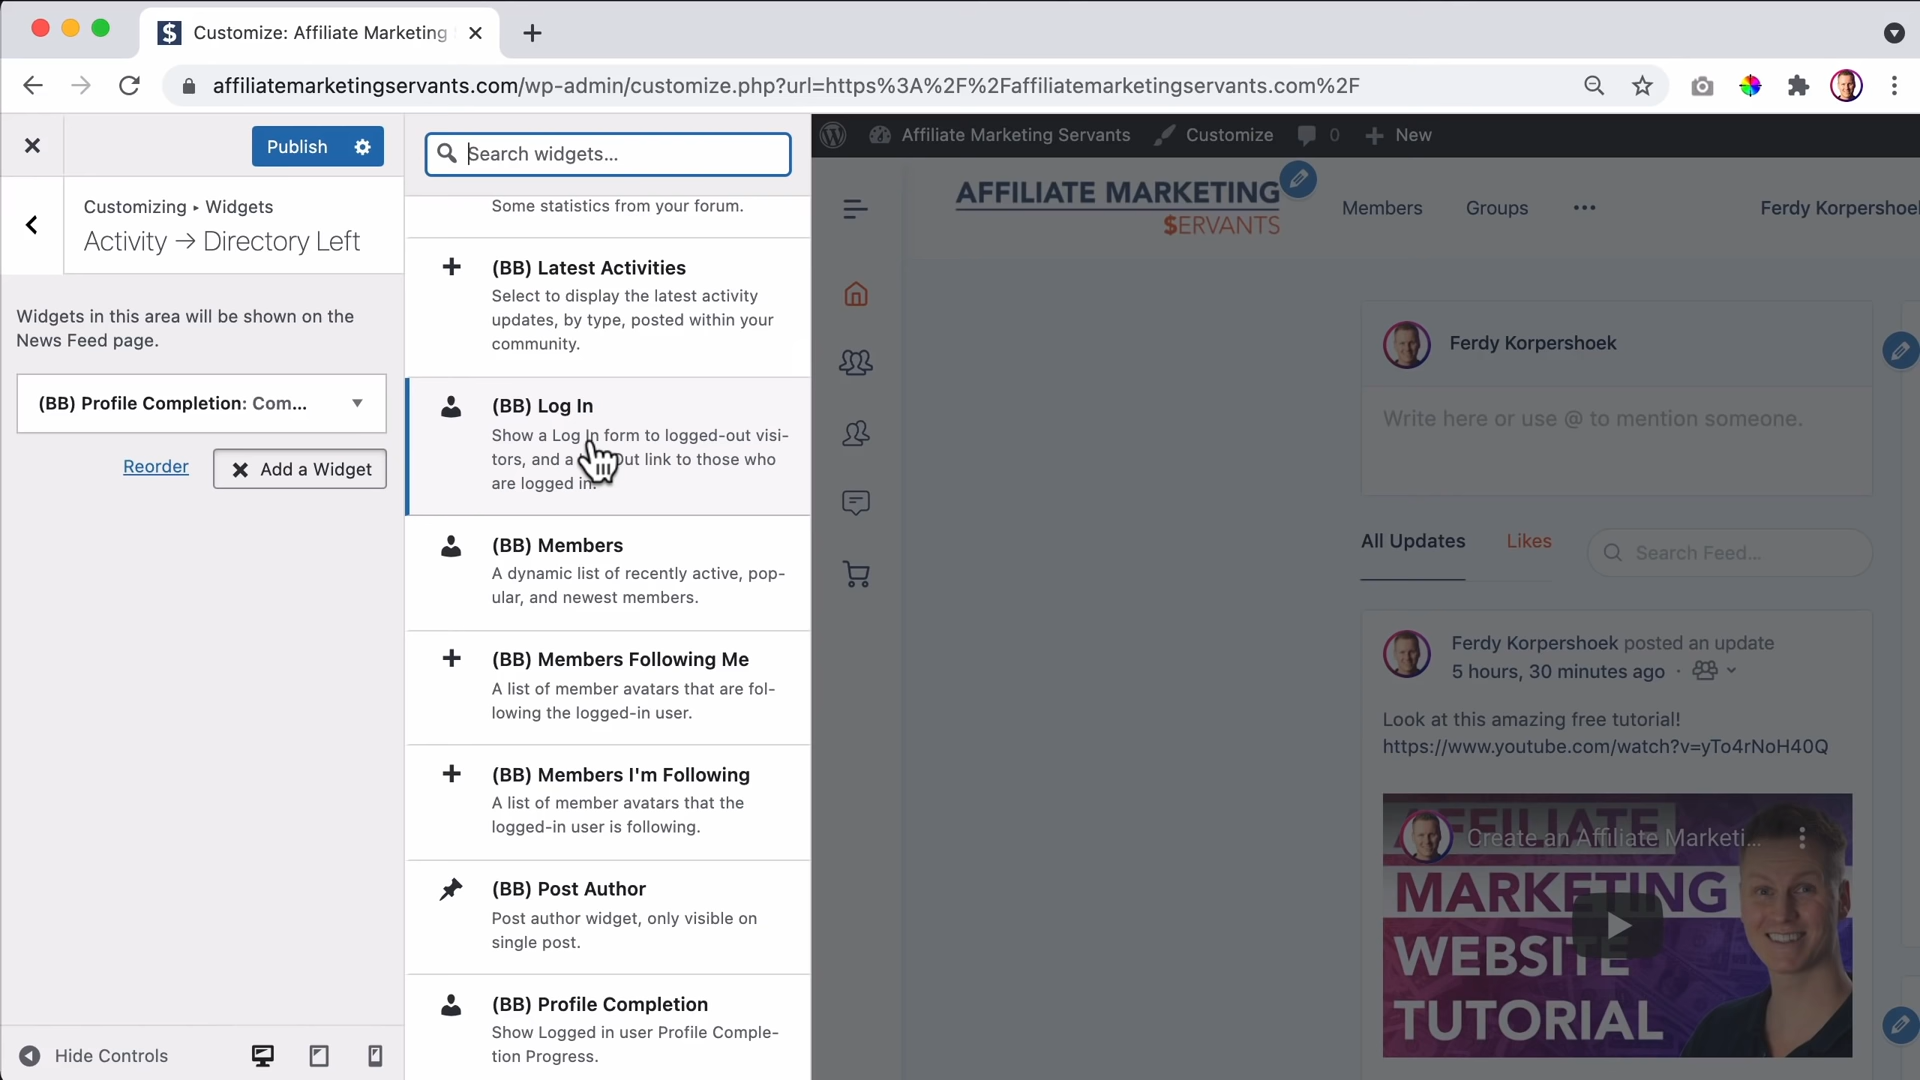 Customize: Affiliate Marketing
affiliatemarketingservants.com/wp-admin/customize.php?url=https%3A%2F%2Faffiliatemarketingservants.com%2F
Publish
Customizing ▸ Widgets
Activity → Directory Left
Widgets in this area will be shown on the
News Feed page.
(BB) Profile Completion: Com...
Reorder
Add a Widget
Hide Controls
Search widgets...
Some statistics from your forum.
(BB) Latest Activities
Select to display the latest activity
updates, by type, posted within your
community.
(BB) Log In
Show a Log In form to logged-out visi-
tors, and a Out link to those who
are logged in.
(BB) Members
A dynamic list of recently active, pop-
ular, and newest members.
(BB) Members Following Me
A list of member avatars that are fol-
lowing the logged-in user.
(BB) Members I'm Following
A list of member avatars that the
logged-in user is following.
(BB) Post Author
Post author widget, only visible on
single post.
(BB) Profile Completion
Show Logged in user Profile Comple-
tion Progress.
Affiliate Marketing Servants
Customize
0
New
AFFILIATE MARKETING
$ERVANTS
Members
Groups
Ferdy Korpershoel
Ferdy Korpershoek
Write here or use @ to mention someone.
All Updates
Likes
Search Feed...
Ferdy Korpershoek posted an update
5 hours, 30 minutes ago
Look at this amazing free tutorial!
https://www.youtube.com/watch?v=yTo4rNoH40Q
Create an Affiliate Marketi...
AFFILIATE
MARKETING
WEBSITE
TUTORIAL